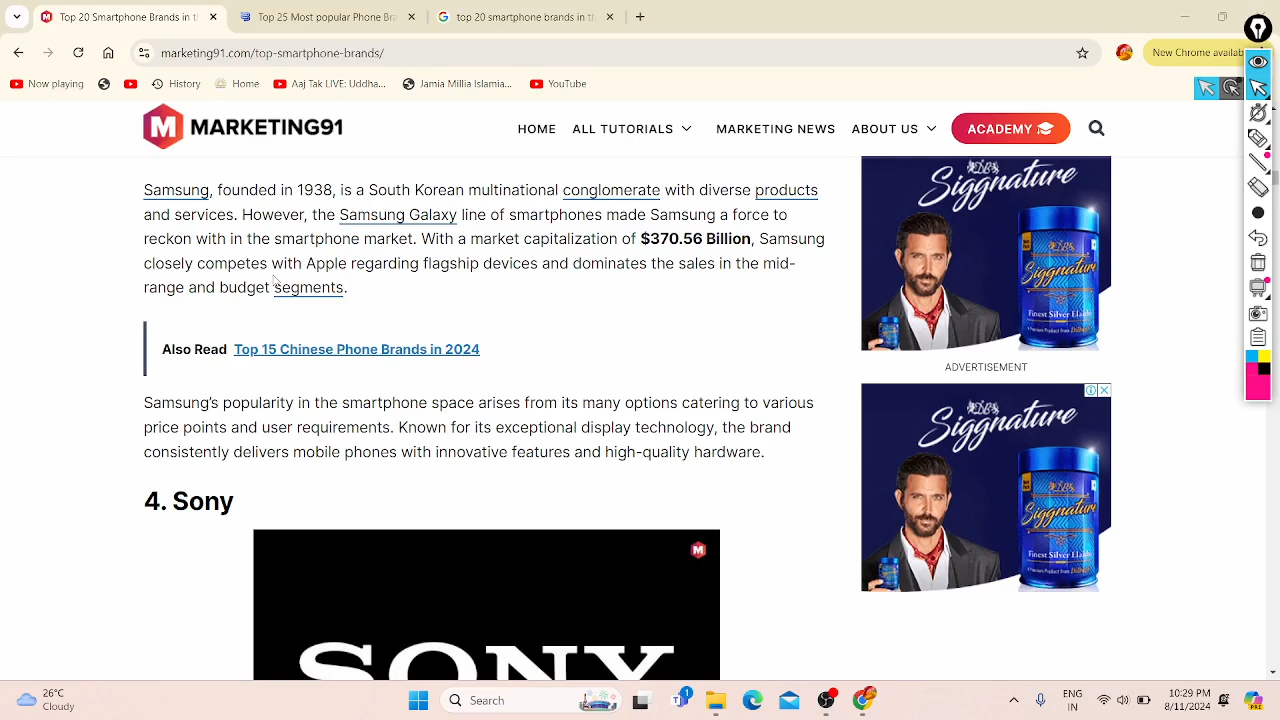 Top 20 Smartphone Brands in t
Top 25 Most popular Phone Br
top 20 smartphone brands in th
marketing91.com/top-smartphone-brands/
New Chrome availab
Now playing
History
Home
Aaj Tak LIVE: Uddha...
Jamia Millia Islamia...
YouTube
M MARKETING91
HOME
ALL TUTORIALS
MARKETING NEWS
ABOUT US
ACADEMY
Samsung, founded in 1938, is a South Korean multinational conglomerate with diverse products
and services. However, the Samsung Galaxy line of smartphones made Samsung a force to
reckon with in the smartphone market. With a market capitalization of $370.56 Billion, Samsung
closely competes with Apple regarding flagship devices and dominates the sales in the mid-
range and budget segments.
Also Read Top 15 Chinese Phone Brands in 2024
Samsung's popularity in the smartphone space arises from its many options catering to various
price points and user requirements. Known for its exceptional display technology, the brand
consistently delivers mobile phones with innovative features and high-quality hardware.
4. Sony
M
SONY
Siggnature
Siggnature
Finest Silver Elaichi
ADVERTISEMENT
Siggnature
Siggnature
Finest Silver Elaichi
26°C
Cloudy
Search
1
ENG
IN
10:29 PM
8/11/2024
PRE